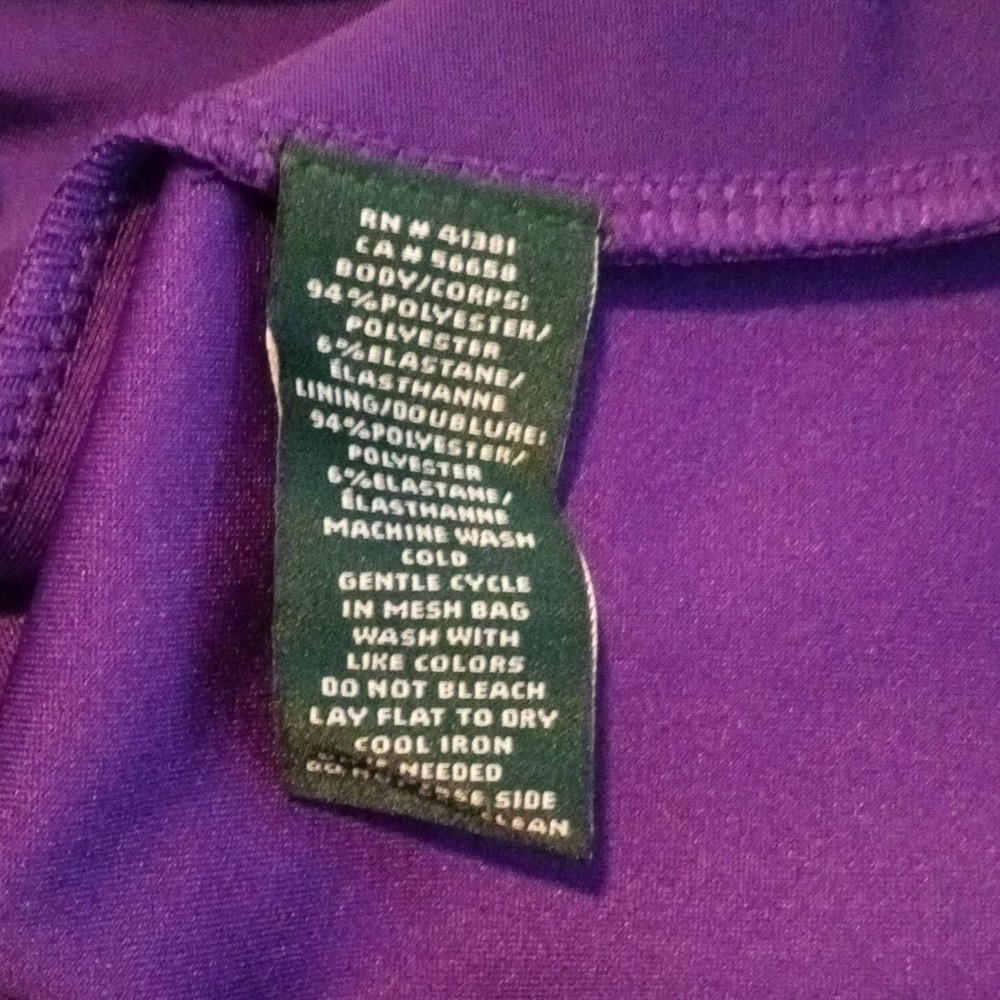 RN # 41381
CA # 56658
BODY/CORPS:
94%POLYESTER/
POLYESTER
6%ELASTANE/
ÉLASTHANNE
LINING/DOUBLURE:
94%POLYESTER/
POLYESTER
6%ELASTANE/
ÉLASTHANNE
MACHINE WASH
COLD
GENTLE CYCLE
IN MESH BAG
WASH WITH
LIKE COLORS
DO NOT BLEACH
LAY FLAT TO DRY
COOL IRON
NEEDED
SIDE
CLEAN